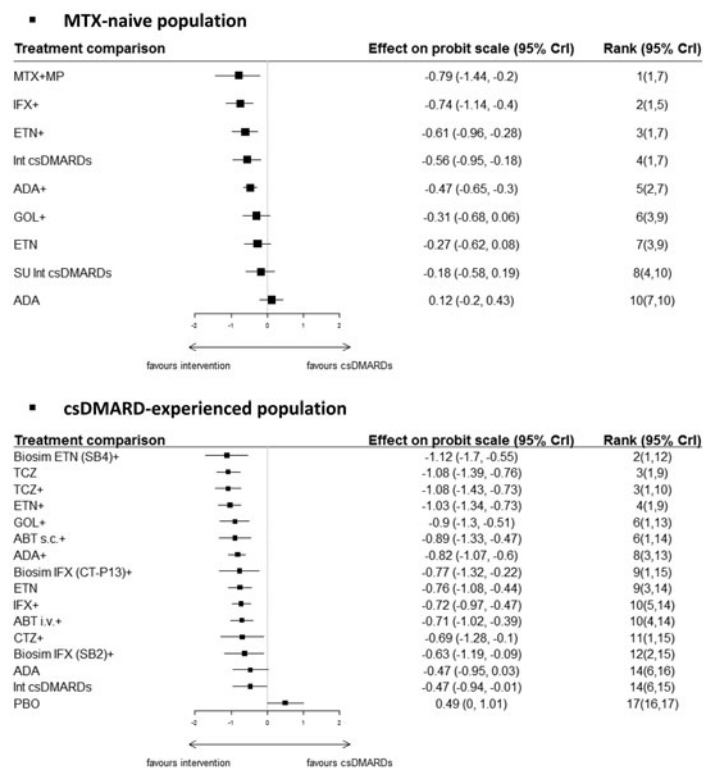 ▪ MTX-naive population
Treatment comparison Effect on probit scale (95% CrI) Rank (95% CrI)
MTX+MP -0.79 (-1.44, -0.2) 1(1,7)
IFX+ -0.74 (-1.14, -0.4) 2(1,5)
ETN+ -0.61 (-0.96, -0.28) 3(1,7)
Int csDMARDs -0.56 (-0.95, -0.18) 4(1,7)
ADA+ -0.47 (-0.65, -0.3) 5(2,7)
GOL+ -0.31 (-0.68, 0.06) 6(3,9)
ETN -0.27 (-0.62, 0.08) 7(3,9)
SU Int csDMARDs -0.18 (-0.58, 0.19) 8(4,10)
ADA 0.12 (-0.2, 0.43) 10(7,10)
-2 -1 0 1 2
favours intervention favours csDMARDs
▪ csDMARD-experienced population
Treatment comparison Effect on probit scale (95% CrI) Rank (95% CrI)
Biosim ETN (SB4)+ -1.12 (-1.7, -0.55) 2(1,12)
TCZ -1.08 (-1.39, -0.76) 3(1,9)
TCZ+ -1.08 (-1.43, -0.73) 3(1,10)
ETN+ -1.03 (-1.34, -0.73) 4(1,9)
GOL+ -0.9 (-1.3, -0.51) 6(1,13)
ABT s.c.+ -0.89 (-1.33, -0.47) 6(1,14)
ADA+ -0.82 (-1.07, -0.6) 8(3,13)
Biosim IFX (CT-P13)+ -0.77 (-1.32, -0.22) 9(1,15)
ETN -0.76 (-1.08, -0.44) 9(3,14)
IFX+ -0.72 (-0.97, -0.47) 10(5,14)
ABT i.v.+ -0.71 (-1.02, -0.39) 10(4,14)
CTZ+ -0.69 (-1.28, -0.1) 11(1,15)
Biosim IFX (SB2)+ -0.63 (-1.19, -0.09) 12(2,15)
ADA -0.47 (-0.95, 0.03) 14(6,16)
Int csDMARDs -0.47 (-0.94, -0.01) 14(6,15)
PBO 0.49 (0, 1.01) 17(16,17)
-2 -1 0 1 2
favours intervention favours csDMARDs